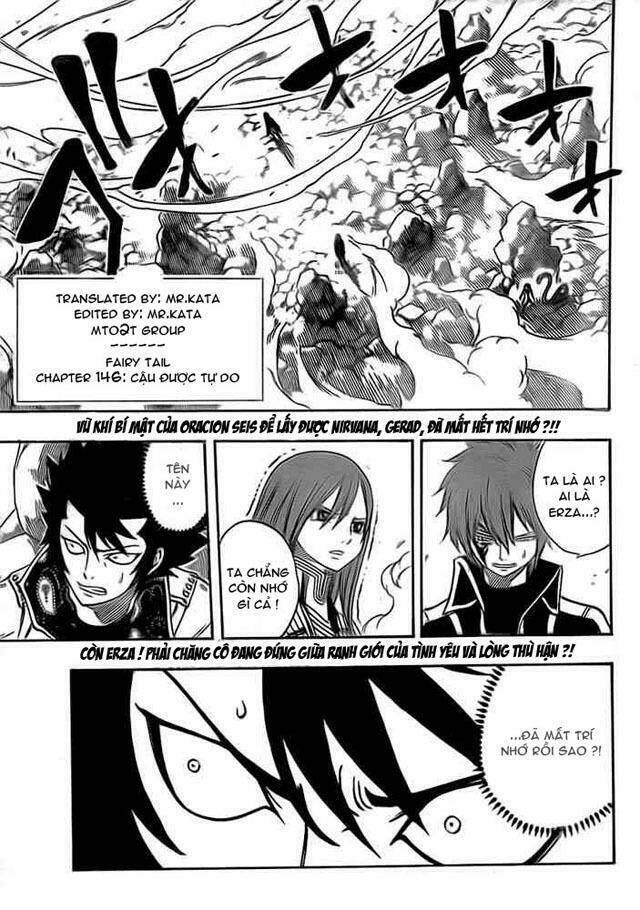 TRANSLATED BY: MR.KATA
EDITED BY: MR.KATA
MTO2T GROUP
------
FAIRY TAIL
CHAPTER 146: CẬU ĐƯỢC TỰ DO
VŨ KHÍ BÍ MẬT CỦA ORACION SEIS ĐỂ LẤY ĐƯỢC NIRVANA, GERAD, ĐÃ MẤT HẾT TRÍ NHỚ ?!!
TA LÀ AI ?
AI LÀ
ERZA...?
TA CHẲNG
CÒN NHỚ
GÌ CẢ !
TÊN
NÀY
...
CÒN ERZA ! PHẢI CHĂNG CÔ ĐANG ĐỨNG GIỮA RANH GIỚI CỦA TÌNH YÊU VÀ LÒNG THÙ HẬN ?!
...ĐÃ MẤT TRÍ
NHỚ RỒI SAO ?!